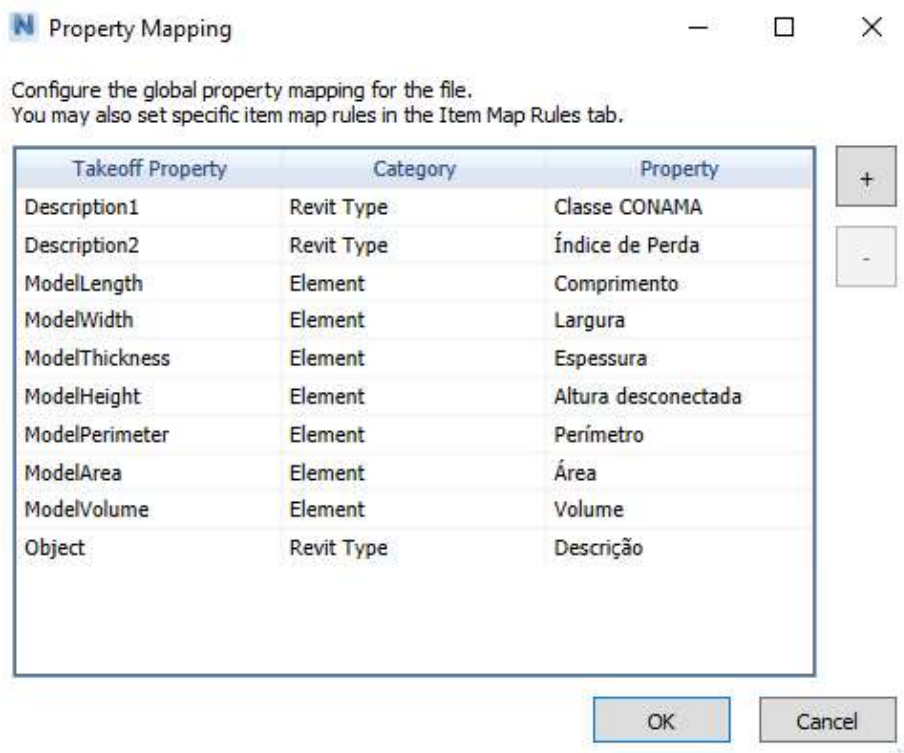 Property Mapping
Configure the global property mapping for the file.
You may also set specific item map rules in the Item Map Rules tab.
Takeoff Property Category Property
Description1 Revit Type Classe CONAMA
Description2 Revit Type Índice de Perda
ModelLength Element Comprimento
ModelWidth Element Largura
ModelThickness Element Espessura
ModelHeight Element Altura desconectada
ModelPerimeter Element Perímetro
ModelArea Element Área
ModelVolume Element Volume
Object Revit Type Descrição
+
-
OK Cancel